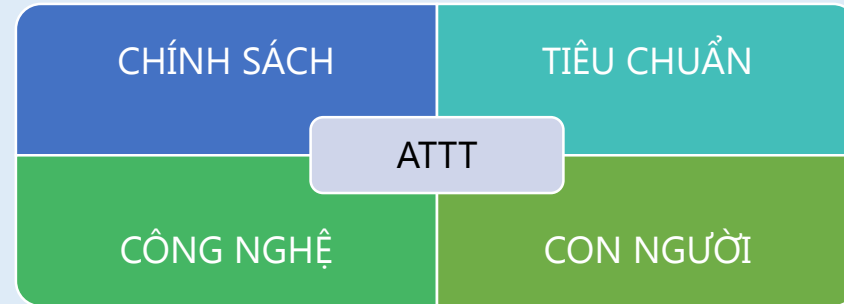 CHÍNH SÁCH
TIÊU CHUẨN
ATTT
CÔNG NGHỆ
CON NGƯỜI